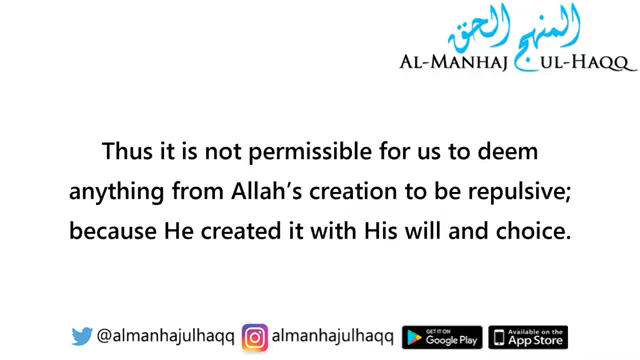 المنهج الحق
AL-MANHAJ UL-HAQQ
Thus it is not permissible for us to deem
anything from Allah's creation to be repulsive;
because He created it with His will and choice.
@almanhajulhaqq almanhajulhaqq GET IT ON Google Play Available on the App Store